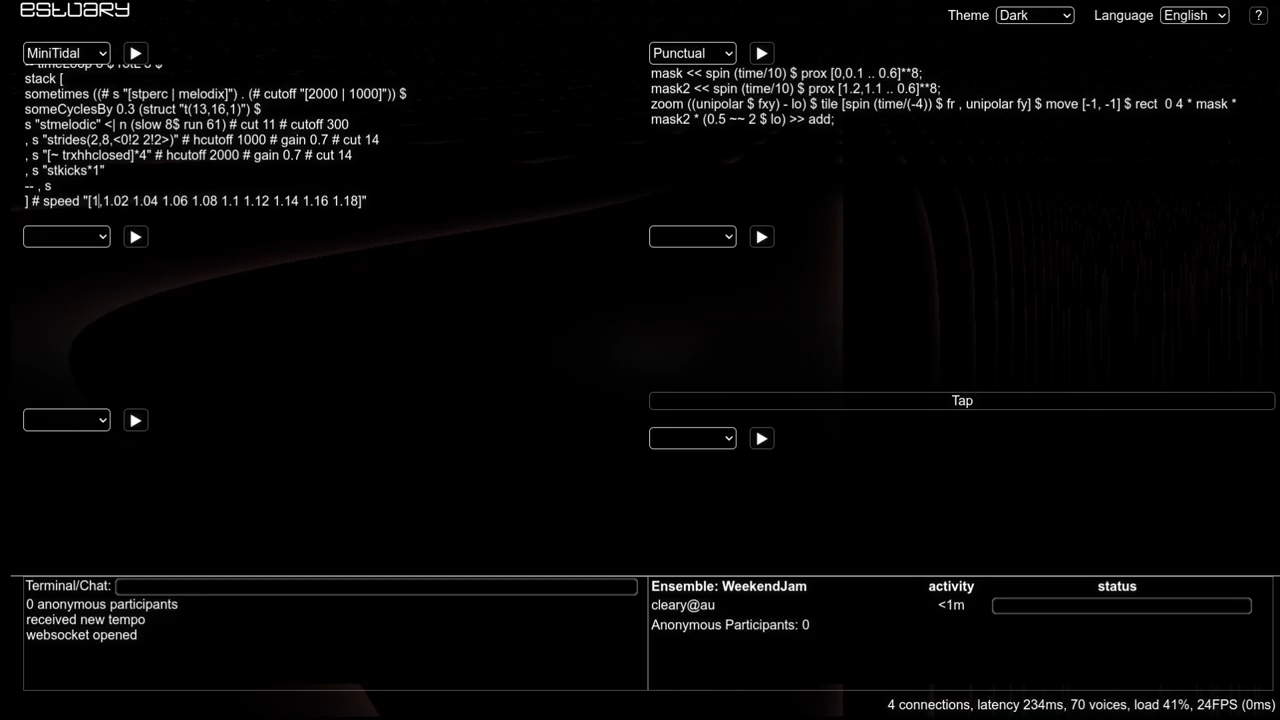 estuary
Theme Dark Language English ?
MiniTidal
stack [
sometimes ((# s "[stperc | melodix]") . (# cutoff "[2000 | 1000]")) $
someCyclesBy 0.3 (struct "t(13,16,1)") $
s "stmelodic" <| n (slow 8$ run 61) # cut 11 # cutoff 300
, s "strides(2,8,<0!2 2!2>)" # hcutoff 1000 # gain 0.7 # cut 14
, s "[~ trxhhclosed]*4" # hcutoff 2000 # gain 0.7 # cut 14
, s "stkicks*1"
-- , s
] # speed "[1,1.02 1.04 1.06 1.08 1.1 1.12 1.14 1.16 1.18]"
Punctual
mask << spin (time/10) $ prox [0,0.1 .. 0.6]**8;
mask2 << spin (time/10) $ prox [1.2,1.1 .. 0.6]**8;
zoom ((unipolar $ fxy) - lo) $ tile [spin (time/(-4)) $ fr , unipolar fy] $ move [-1, -1] $ rect  0 4 * mask *
mask2 * (0.5 ~~ 2 $ lo) >> add;
Tap
Terminal/Chat:
0 anonymous participants
received new tempo
websocket opened
Ensemble: WeekendJam activity status
cleary@au <1m
Anonymous Participants: 0
4 connections, latency 234ms, 70 voices, load 41%, 24FPS (0ms)